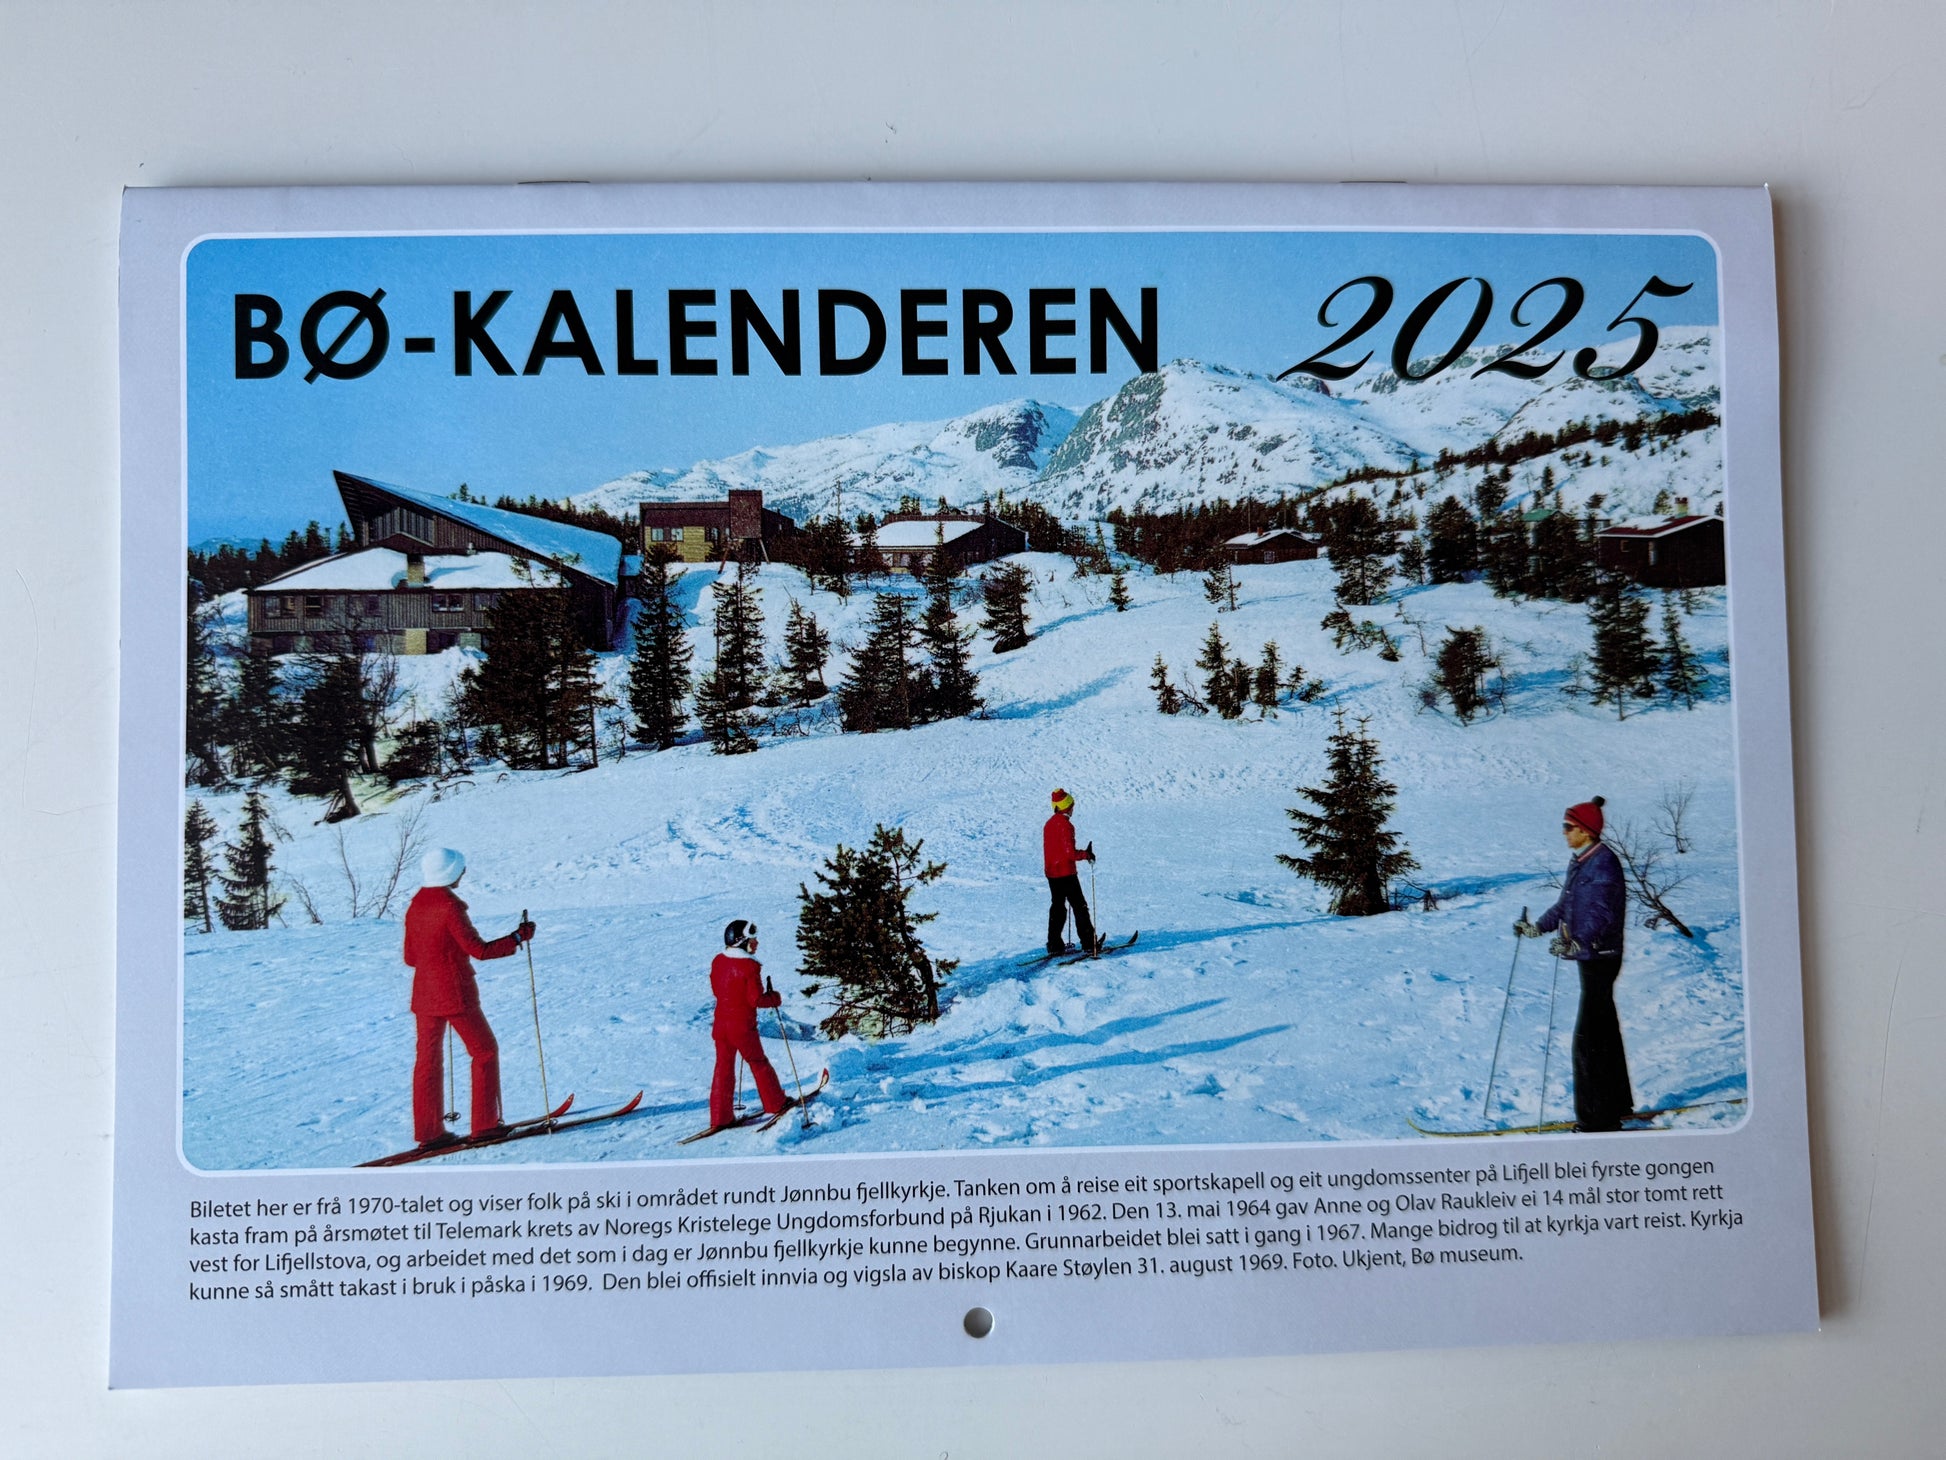 BØ-KALENDEREN 2025
Biletet her er frå 1970-talet og viser folk på ski i området rundt Jønnbu fjellkyrkje. Tanken om å reise eit sportskapell og eit ungdomssenter på Lifjell blei fyrste gongen
kasta fram på årsmøtet til Telemark krets av Noregs Kristelege Ungdomsforbund på Rjukan i 1962. Den 13. mai 1964 gav Anne og Olav Raukleiv ei 14 mål stor tomt rett
vest for Lifjellstova, og arbeidet med det som i dag er Jønnbu fjellkyrkje kunne begynne. Grunnarbeidet blei satt i gang i 1967. Mange bidrog til at kyrkja vart reist. Kyrkja
kunne så smått takast i bruk i påska i 1969. Den blei offisielt innvia og vigsla av biskop Kaare Støylen 31. august 1969. Foto. Ukjent, Bø museum.